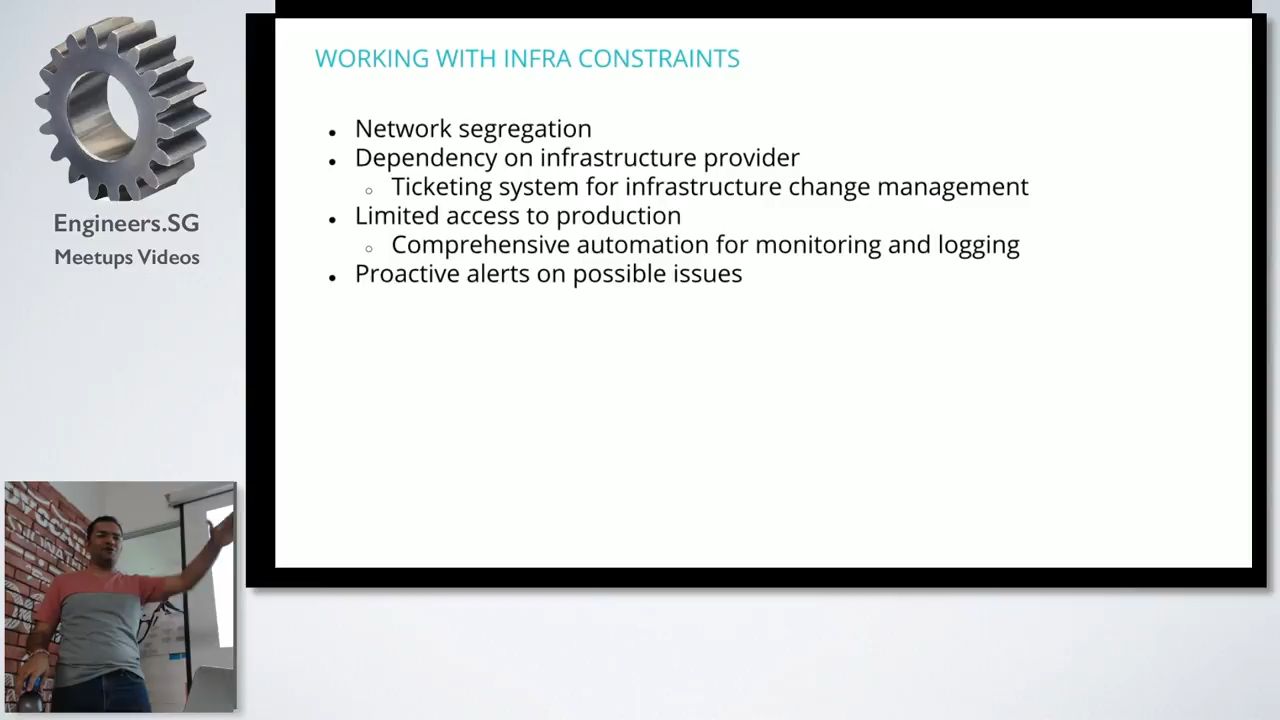 WORKING WITH INFRA CONSTRAINTS
Network segregation
Dependency on infrastructure provider
Ticketing system for infrastructure change management
Limited access to production
Comprehensive automation for monitoring and logging
Proactive alerts on possible issues
Engineers.SG
Meetups Videos